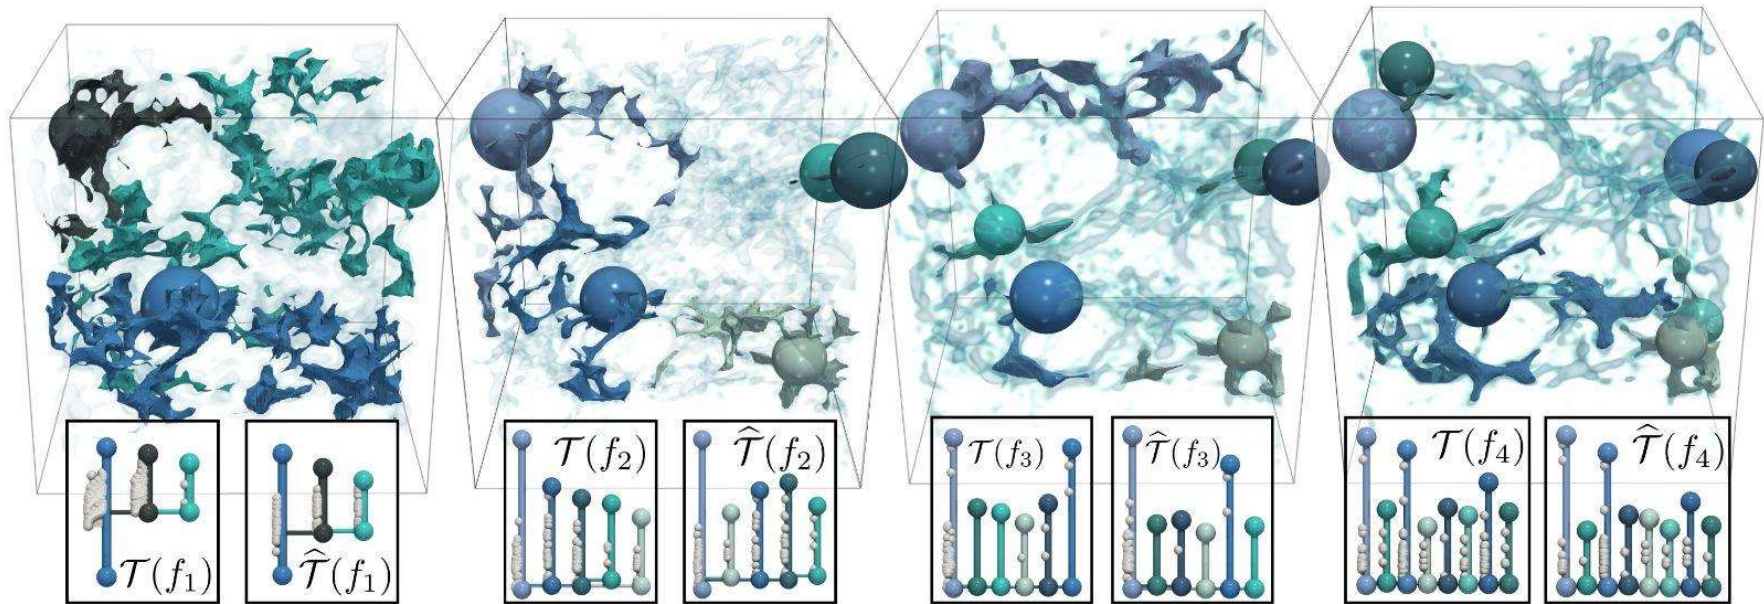 𝒯(f₁)
𝒯̂(f₁)
𝒯(f₂)
𝒯̂(f₂)
𝒯(f₃)
𝒯̂(f₃)
𝒯(f₄)
𝒯̂(f₄)